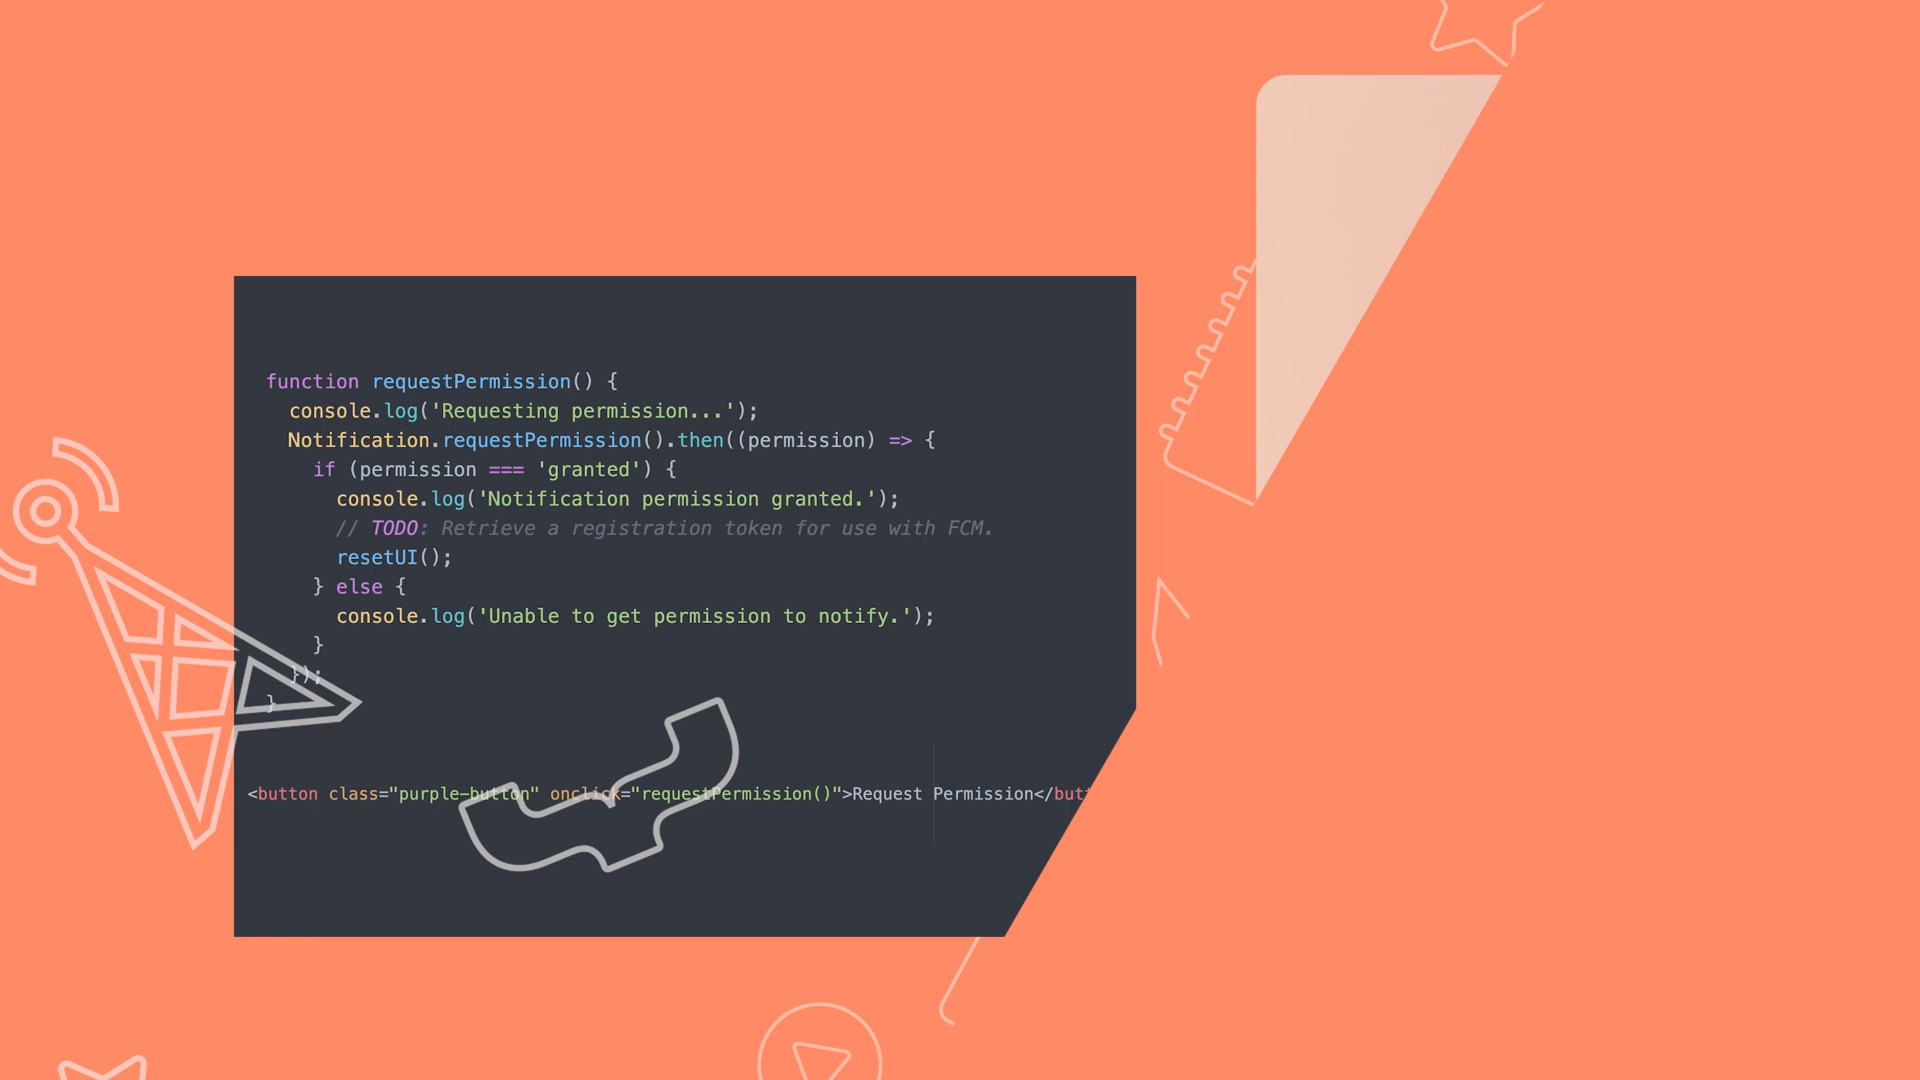 function requestPermission() {
console.log('Requesting permission...');
Notification.requestPermission().then((permission) => {
if (permission === 'granted') {
console.log('Notification permission granted.');
// TODO: Retrieve a registration token for use with FCM.
resetUI();
} else {
console.log('Unable to get permission to notify.');
}
});
}
<button class="purple-button" onclick="requestPermission()">Request Permission</butt